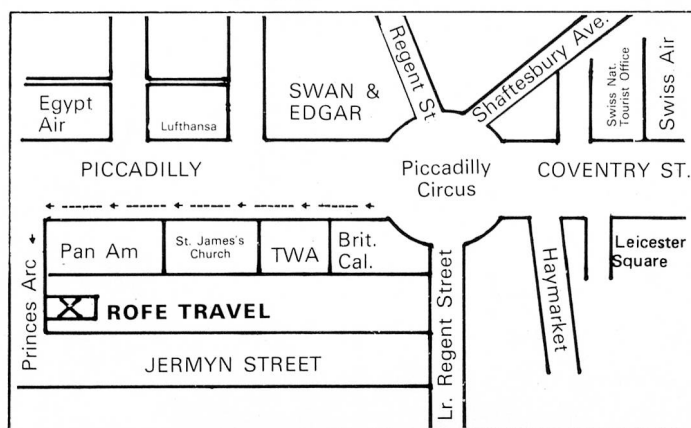 Regent St.
Shaftesbury Ave.
Egypt
Air
Lufthansa
SWAN &
EDGAR
Swiss Nat.
Tourist Office
Swiss Air
PICCADILLY
Piccadilly
Circus
COVENTRY ST.
Princes Arc
Pan Am
St. James's
Church
TWA
Brit.
Cal.
Leicester
Square
Haymarket
ROFE TRAVEL
Lr. Regent Street
JERMYN STREET